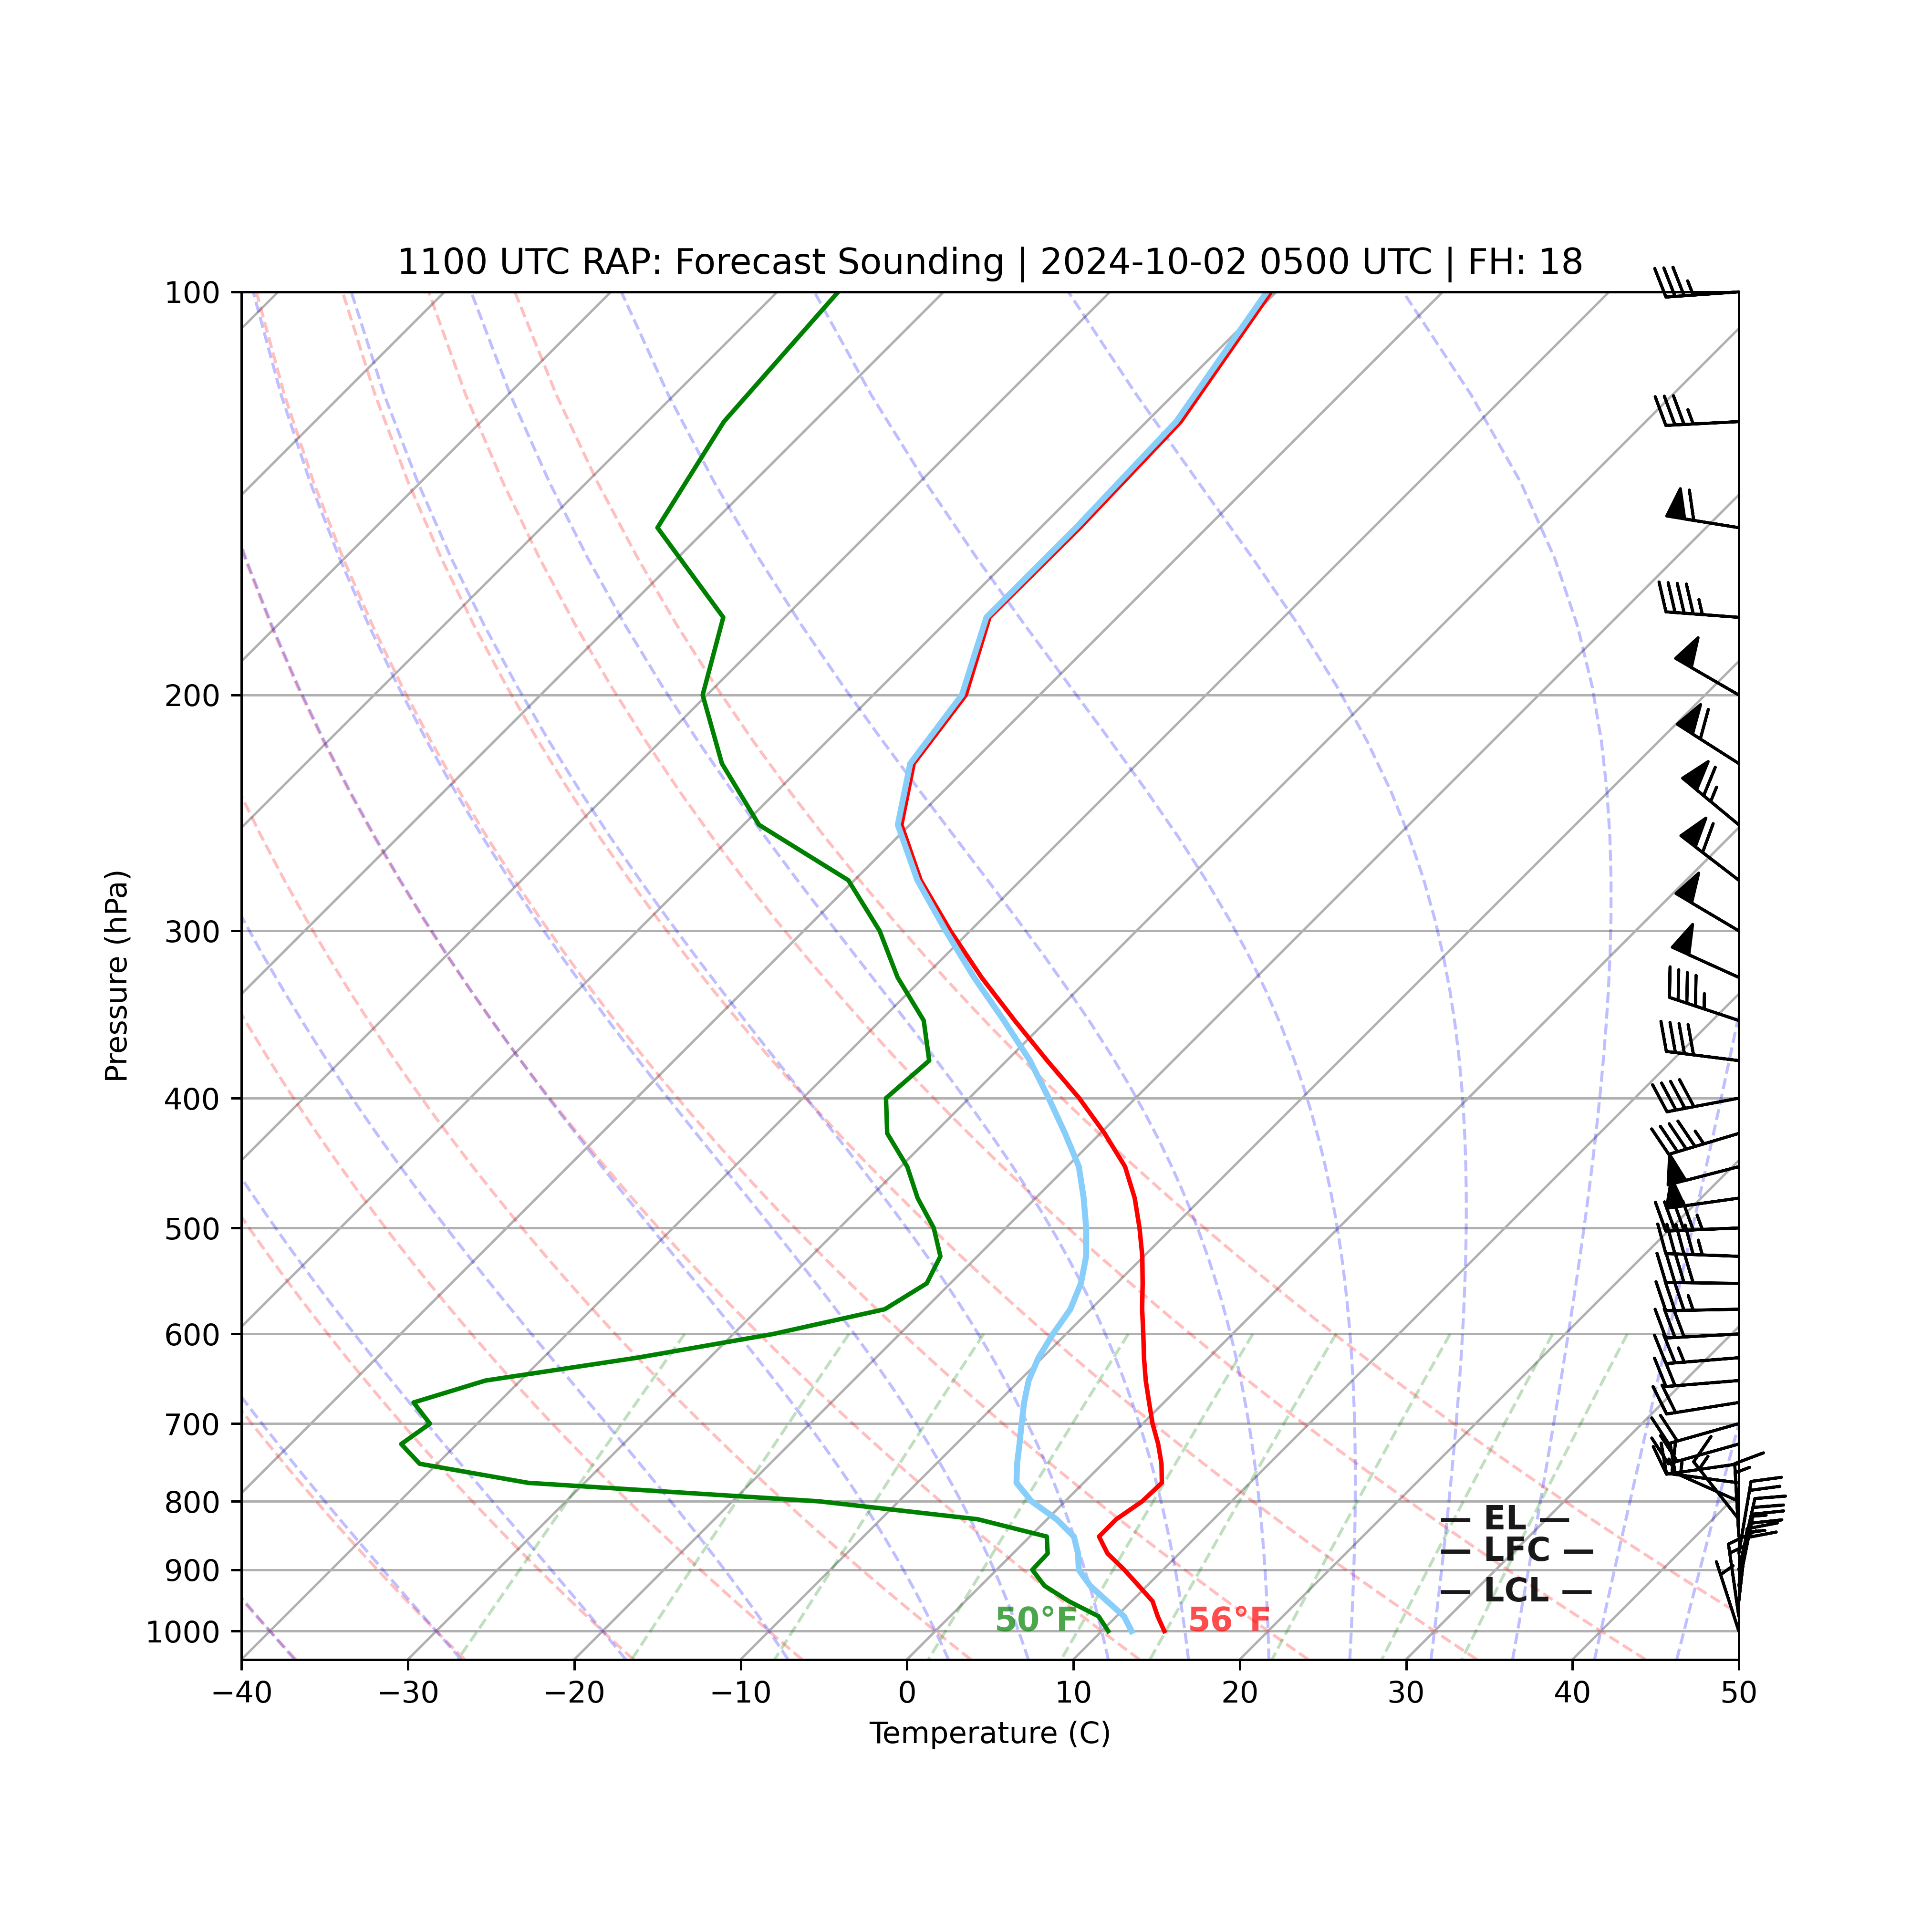 1100 UTC RAP: Forecast Sounding | 2024-10-02 0500 UTC | FH: 18
100
200
300
400
500
600
700
800
900
1000
Pressure (hPa)
— EL —
— LFC —
— LCL —
50°F 56°F
−40 −30 −20 −10 0 10 20 30 40 50
Temperature (C)